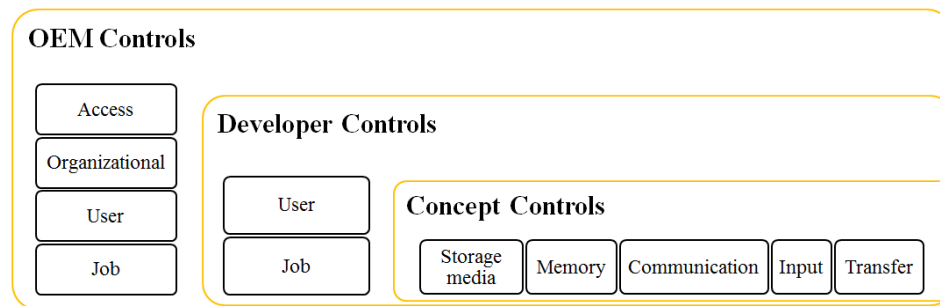 OEM Controls
Access
Organizational
User
Job
Developer Controls
User
Job
Concept Controls
Storage
media
Memory
Communication
Input
Transfer